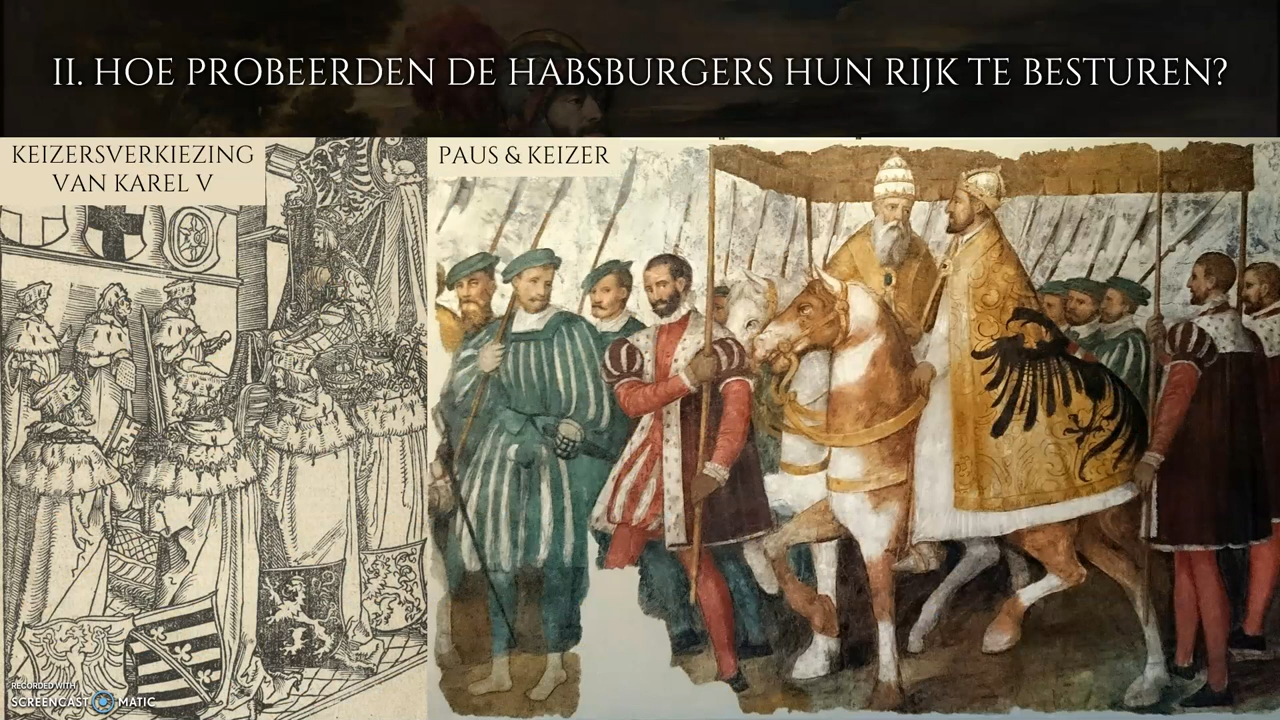 II. HOE PROBEERDEN DE HABSBURGERS HUN RIJK TE BESTUREN?
KEIZERSVERKIEZING
VAN KAREL V
PAUS & KEIZER
RECORDED WITH
SCREENCAST MATIC